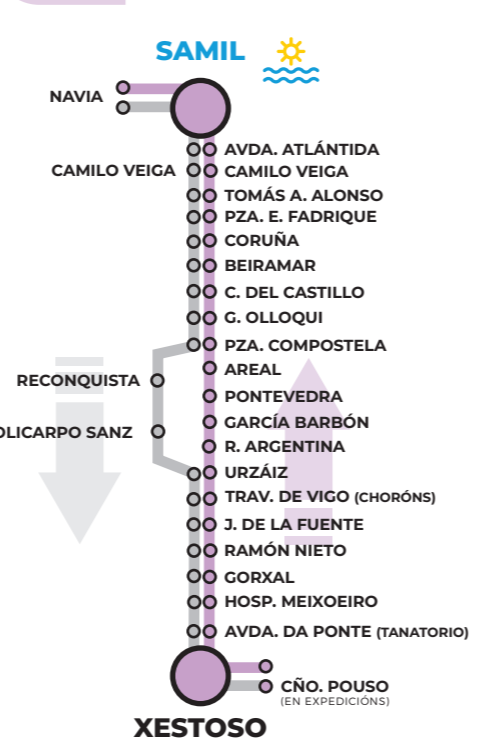 SAMIL
NAVIA
AVDA. ATLÁNTIDA
CAMILO VEIGA CAMILO VEIGA
TOMÁS A. ALONSO
PZA. E. FADRIQUE
CORUÑA
BEIRAMAR
C. DEL CASTILLO
G. OLLOQUI
PZA. COMPOSTELA
AREAL
RECONQUISTA
PONTEVEDRA
GARCÍA BARBÓN
OLICARPO SANZ
R. ARGENTINA
URZÁIZ
TRAV. DE VIGO (CHORÓNS)
J. DE LA FUENTE
RAMÓN NIETO
GORXAL
HOSP. MEIXOEIRO
AVDA. DA PONTE (TANATORIO)
CÑO. POUSO
(EN EXPEDICIÓNS)
XESTOSO